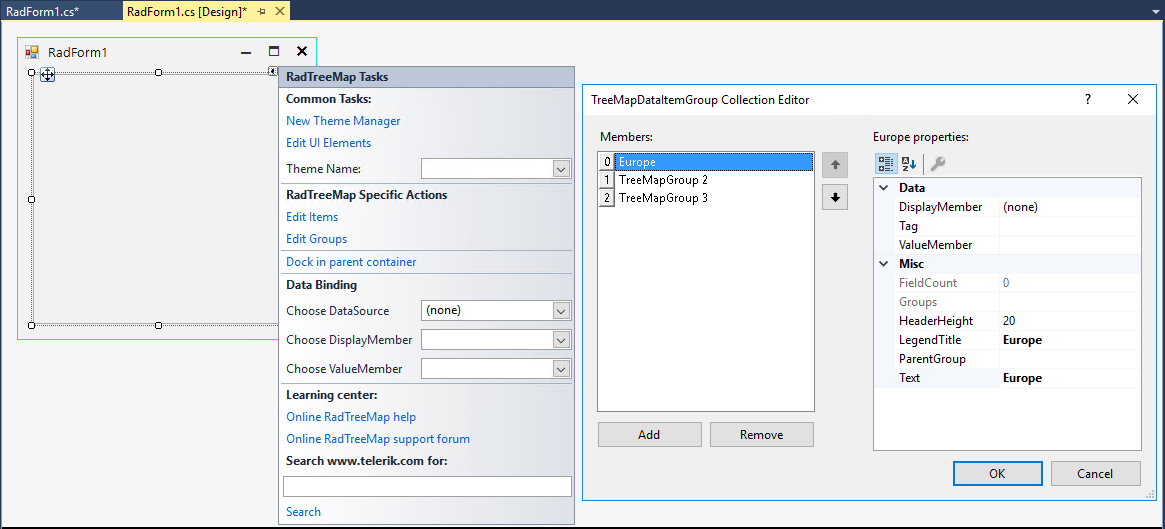 RadForm1.cs*
RadForm1.cs [Design]*
RadForm1
RadTreeMap Tasks
Common Tasks:
New Theme Manager
Edit UI Elements
Theme Name:
RadTreeMap Specific Actions
Edit Items
Edit Groups
Dock in parent container
Data Binding
Choose DataSource (none)
Choose DisplayMember
Choose ValueMember
Learning center:
Online RadTreeMap help
Online RadTreeMap support forum
Search www.telerik.com for:
Search
TreeMapDataItemGroup Collection Editor
?
Members:
0 Europe
1 TreeMapGroup 2
2 TreeMapGroup 3
Add Remove
Europe properties:
A Z
Data
DisplayMember (none)
Tag
ValueMember
Misc
FieldCount 0
Groups
HeaderHeight 20
LegendTitle Europe
ParentGroup
Text Europe
OK Cancel